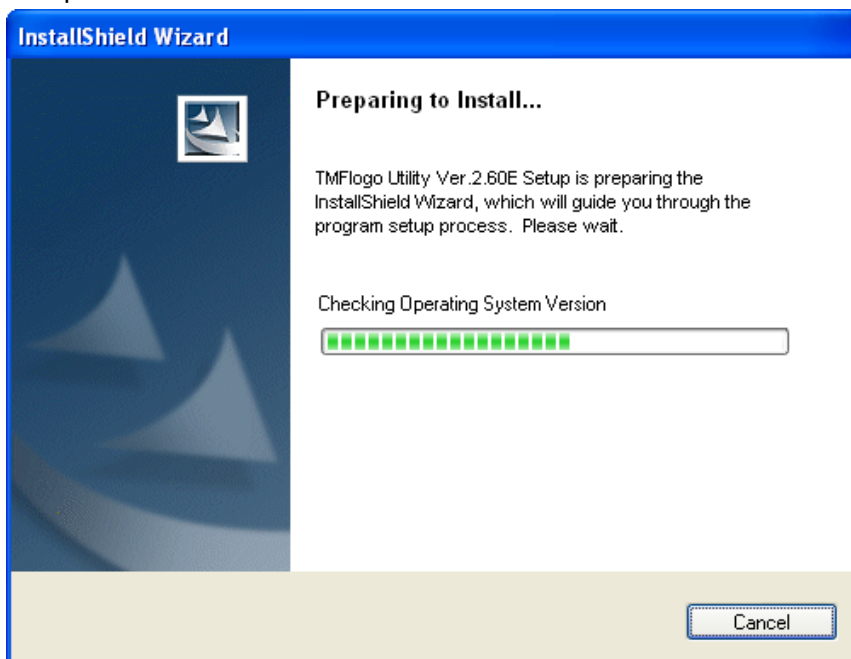 InstallShield Wizard
Preparing to Install...
TMFlogo Utility Ver.2.60E Setup is preparing the
InstallShield Wizard, which will guide you through the
program setup process. Please wait.
Checking Operating System Version
Cancel